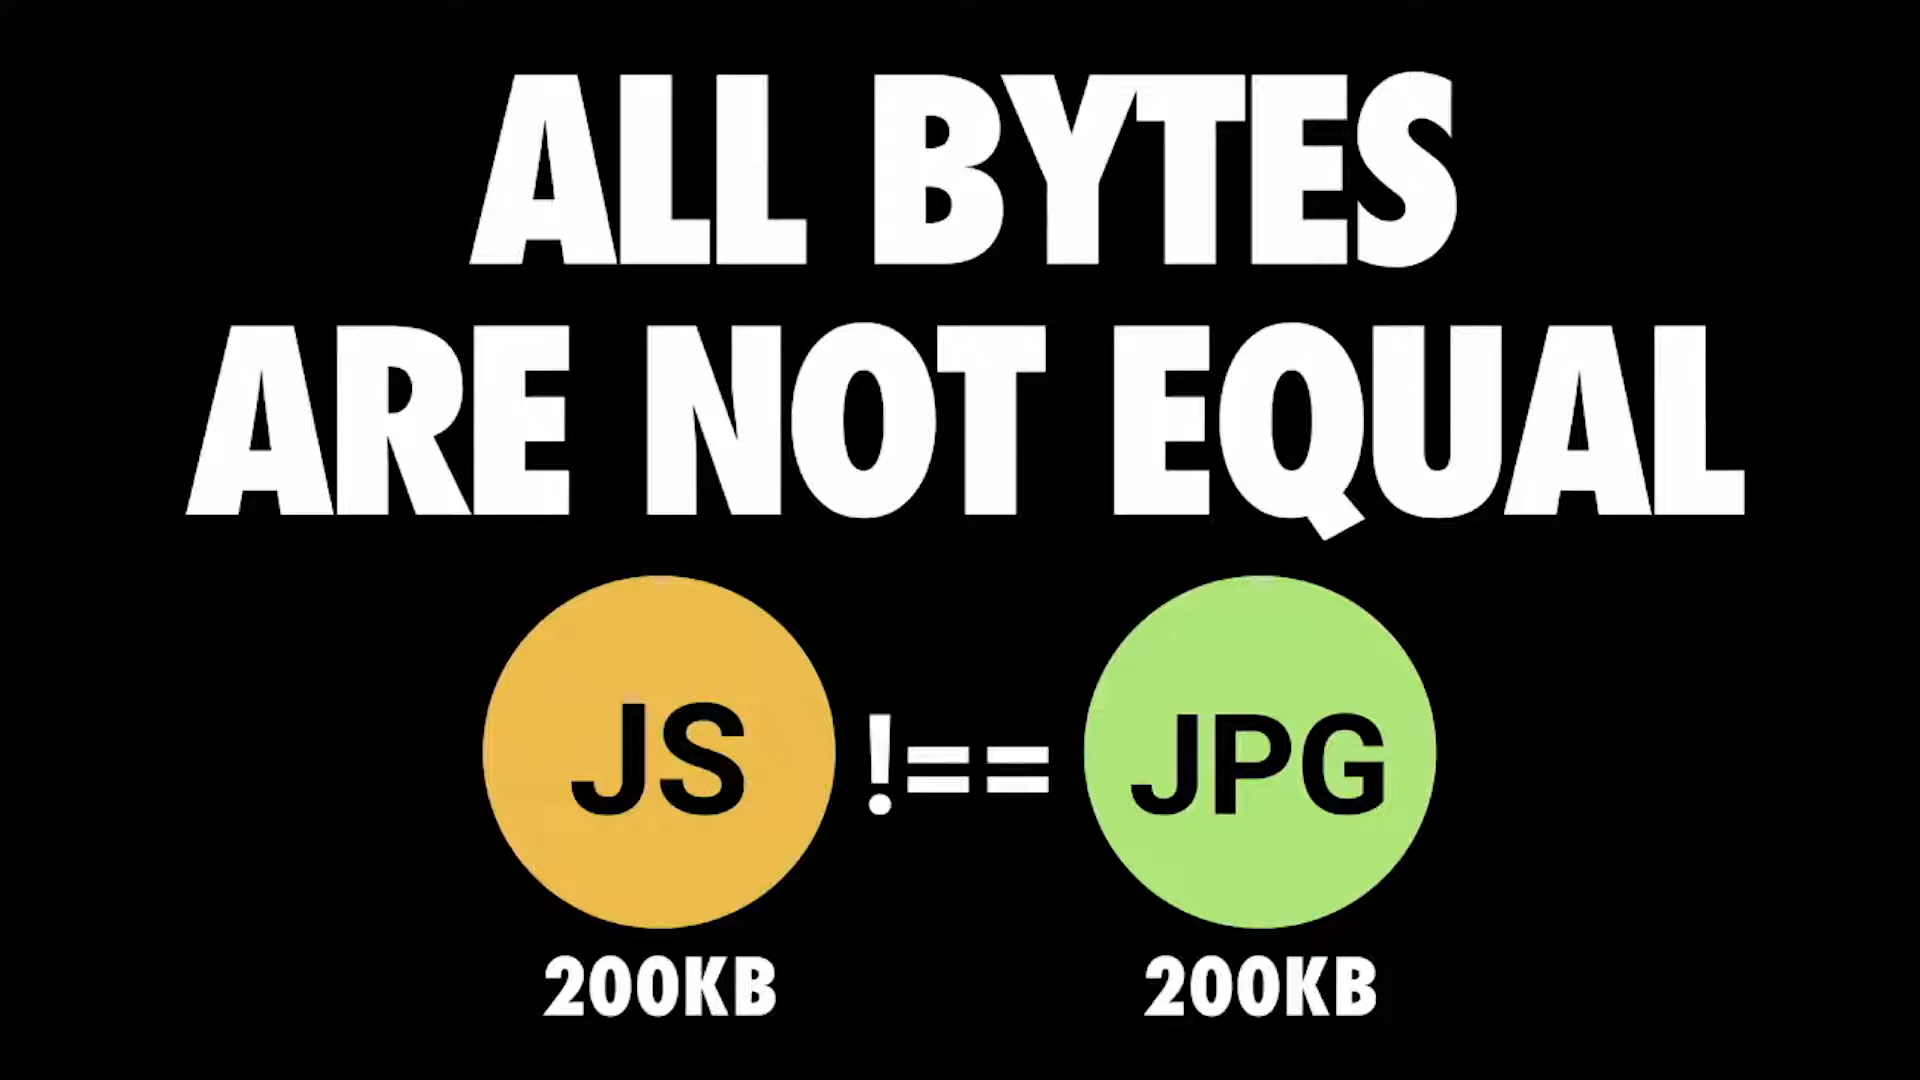 ALL BYTES
ARE NOT EQUAL
JS !== JPG
200KB 200KB